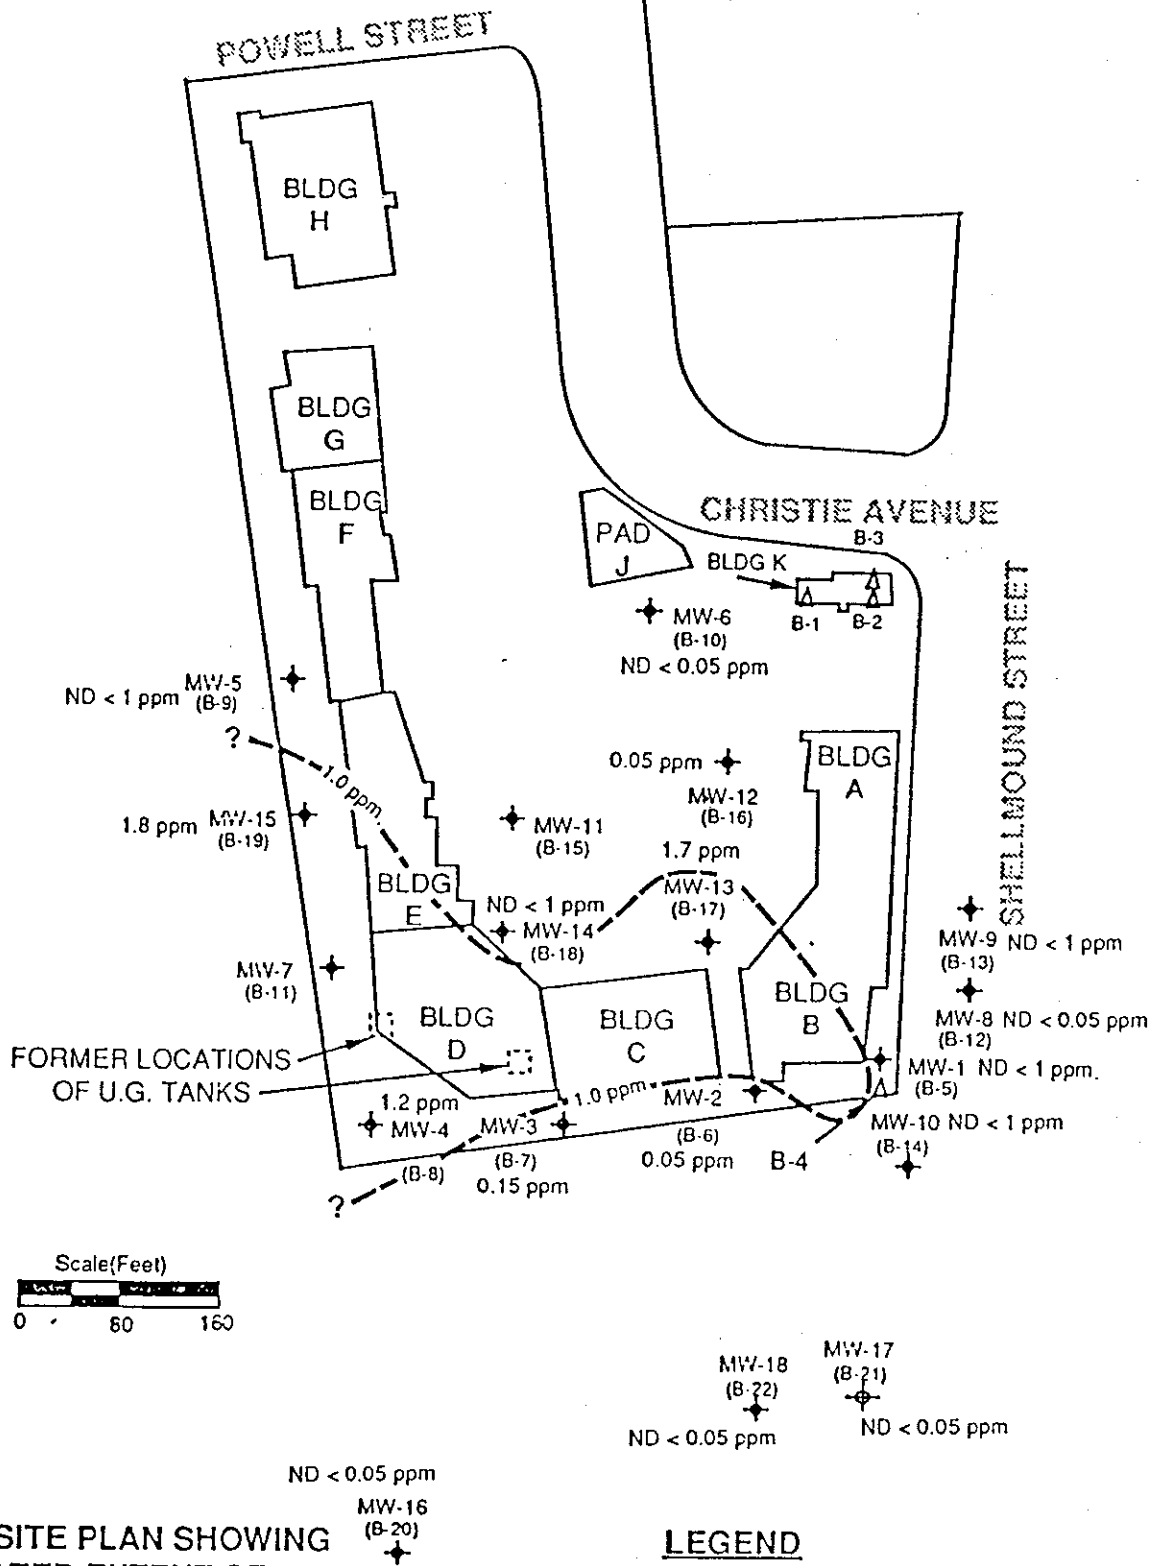 POWELL STREET
BLDG
H
BLDG
G
BLDG
F
PAD
J
CHRISTIE AVENUE
B-3
BLDG K
B-1
B-2
SHELLMOUND STREET
MW-6
(B-10)
ND < 0.05 ppm
ND < 1 ppm
MW-5
(B-9)
?
1.0 ppm
0.05 ppm
MW-12
(B-16)
BLDG
A
1.8 ppm
MW-15
(B-19)
MW-11
(B-15)
1.7 ppm
MW-13
(B-17)
BLDG
E
ND < 1 ppm
MW-14
(B-18)
MW-9 ND < 1 ppm
(B-13)
MW-7
(B-11)
BLDG
D
BLDG
C
BLDG
B
MW-8 ND < 0.05 ppm
(B-12)
FORMER LOCATIONS
OF U.G. TANKS
MW-1 ND < 1 ppm.
(B-5)
1.2 ppm
MW-4
(B-8)
MW-3
(B-7)
0.15 ppm
1.0 ppm
MW-2
(B-6)
0.05 ppm
B-4
MW-10 ND < 1 ppm
(B-14)
?
Scale(Feet)
0 80 160
MW-18
(B-22)
ND < 0.05 ppm
MW-17
(B-21)
ND < 0.05 ppm
ND < 0.05 ppm
MW-16
(B-20)
SITE PLAN SHOWING
LEGEND